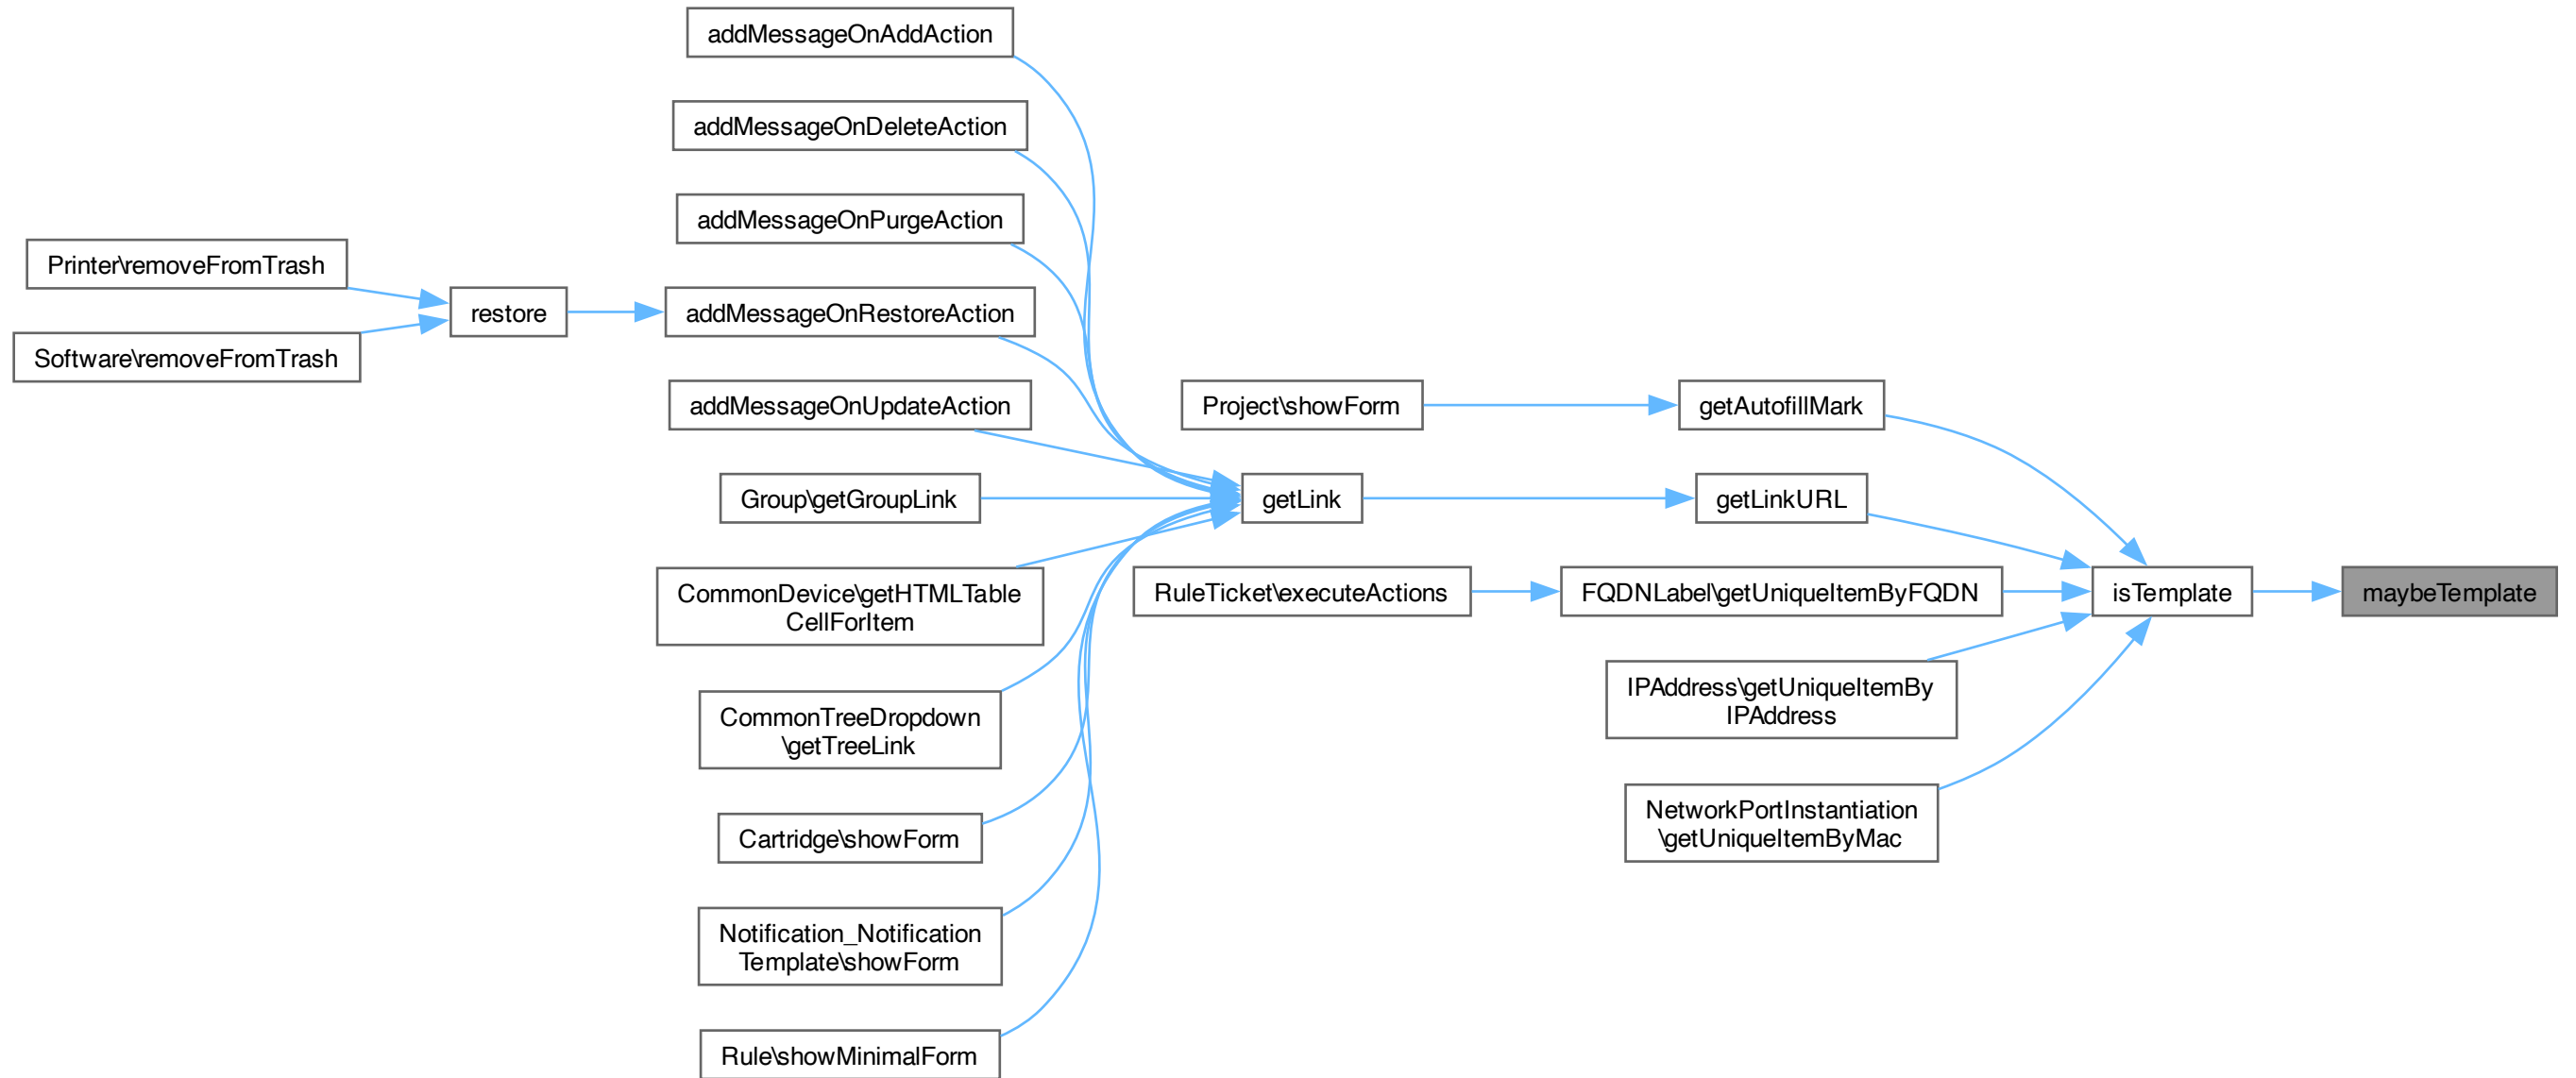 addMessageOnAddAction
addMessageOnDeleteAction
addMessageOnPurgeAction
Printer\removeFromTrash
restore
addMessageOnRestoreAction
Software\removeFromTrash
addMessageOnUpdateAction
Project\showForm
getAutofillMark
Group\getGroupLink
getLink
getLinkURL
CommonDevice\getHTMLTable
CellForItem
RuleTicket\executeActions
FQDNLabel\getUniqueItemByFQDN
isTemplate
maybeTemplate
IPAddress\getUniqueItemBy
IPAddress
CommonTreeDropdown
\getTreeLink
NetworkPortInstantiation
\getUniqueItemByMac
Cartridge\showForm
Notification_Notification
Template\showForm
Rule\showMinimalForm